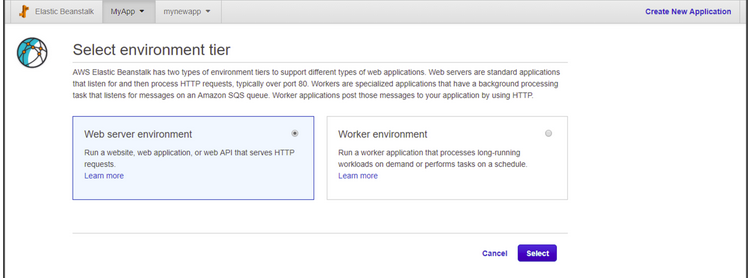 Elastic Beanstalk MyApp mynewapp Create New Application
Select environment tier
AWS Elastic Beanstalk has two types of environment tiers to support different types of web applications. Web servers are standard applications
that listen for and then process HTTP requests, typically over port 80. Workers are specialized applications that have a background processing
task that listens for messages on an Amazon SQS queue. Worker applications post those messages to your application by using HTTP.
Web server environment
Run a website, web application, or web API that serves HTTP
requests.
Learn more
Worker environment
Run a worker application that processes long-running
workloads on demand or performs tasks on a schedule.
Learn more
Cancel Select